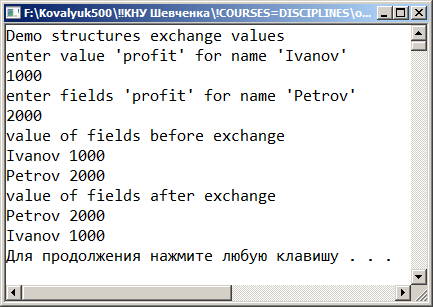 F:\Kovalyuk500\!!КНУ Шевченка\!COURSES=DISCIPLINES\o...
Demo structures exchange values
enter value 'profit' for name 'Ivanov'
1000
enter fields 'profit' for name 'Petrov'
2000
value of fields before exchange
Ivanov 1000
Petrov 2000
value of fields after exchange
Petrov 2000
Ivanov 1000
Для продолжения нажмите любую клавишу . . .